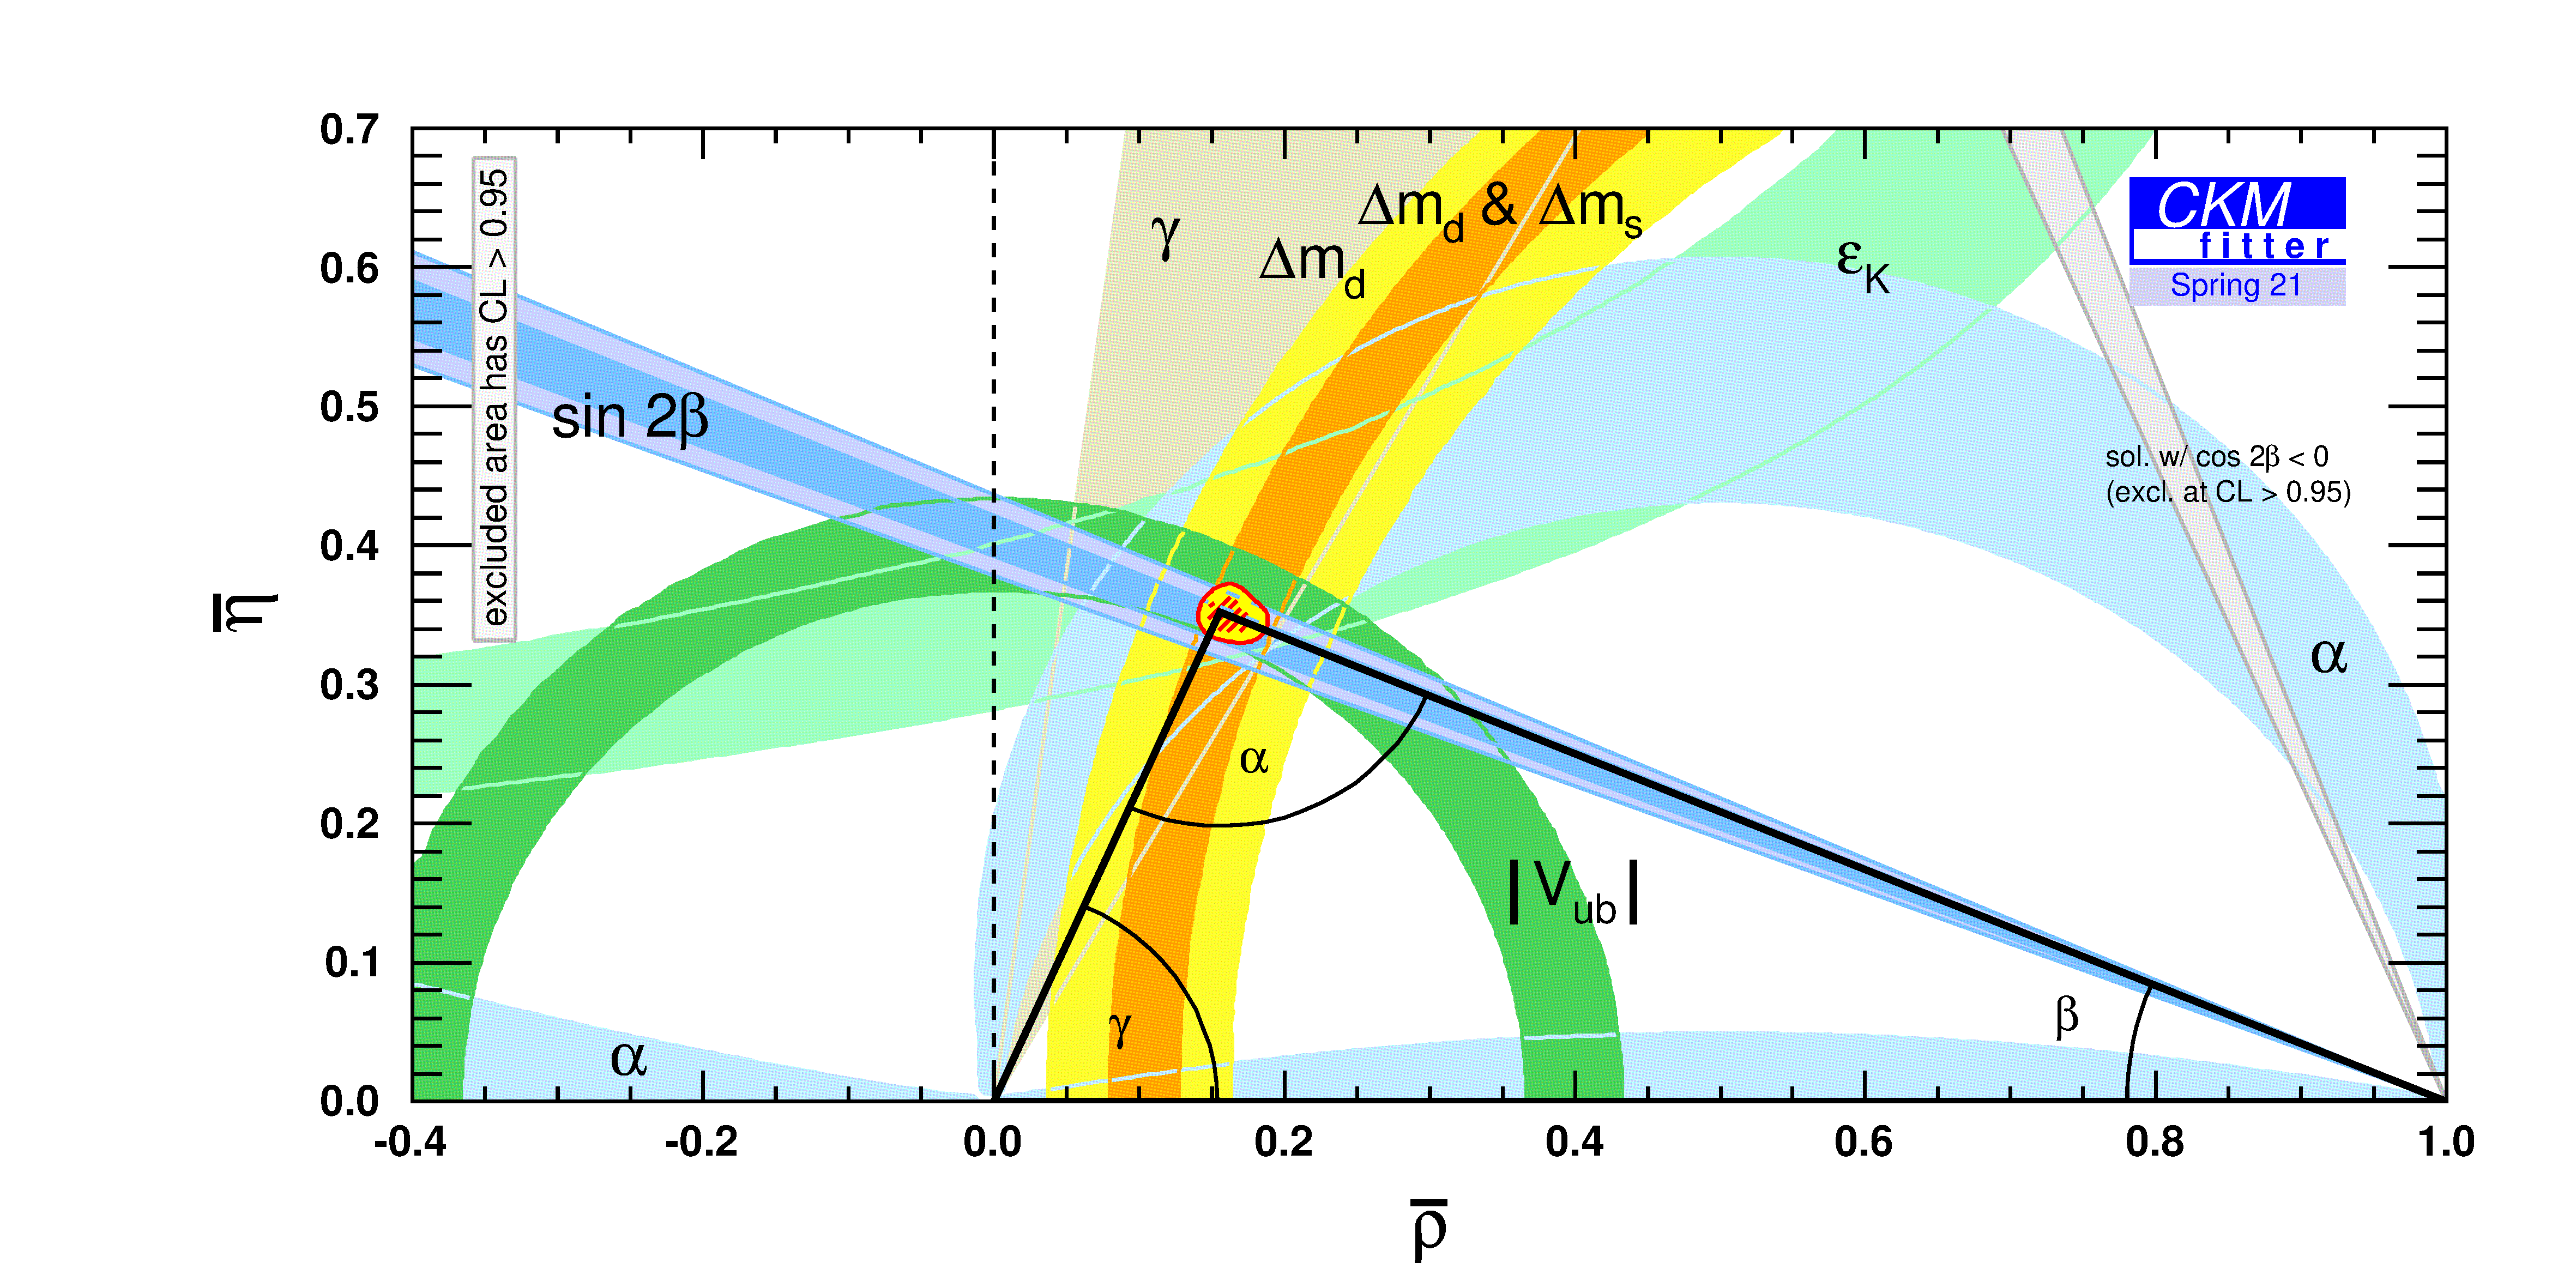 0.7
0.6
0.5
0.4
0.3
0.2
0.1
0.0
-0.4
-0.2
0.0
0.2
0.4
0.6
0.8
1.0
η̅
ρ̅
excluded area has CL > 0.95
sin 2β
γ
Δm_d & Δm_s
Δm_d
ε_K
CKM
fitter
Spring 21
sol. w/ cos 2β < 0
(excl. at CL > 0.95)
α
α
|V_ub|
γ
β
α